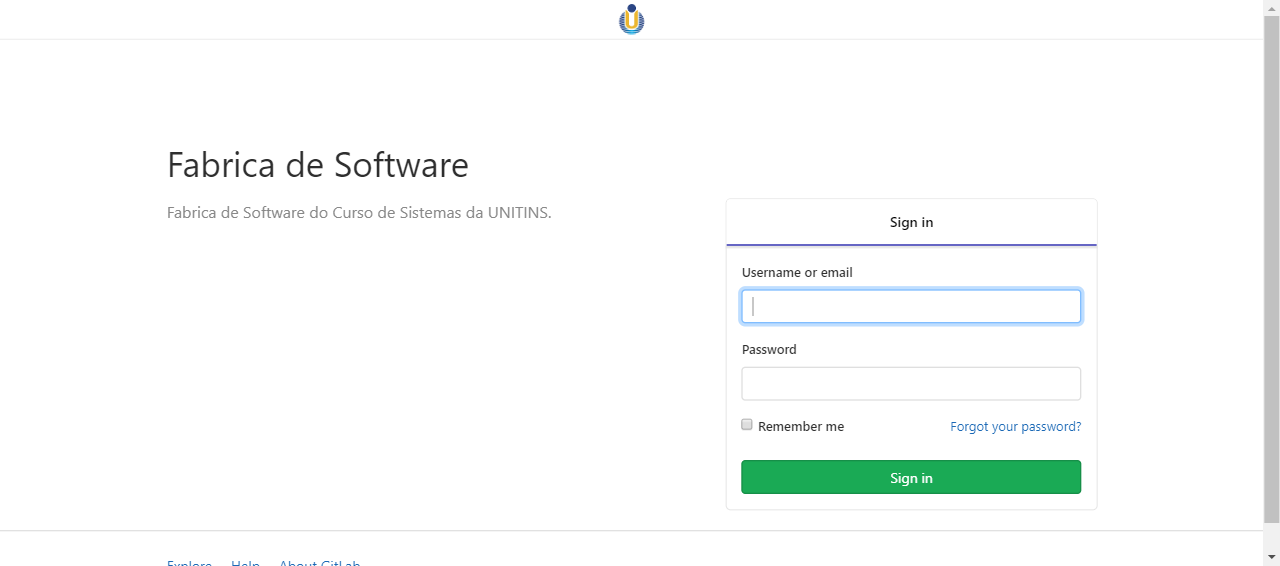 Fabrica de Software
Fabrica de Software do Curso de Sistemas da UNITINS.
Sign in
Username or email
Password
Remember me
Forgot your password?
Sign in
Explore Help About GitLab